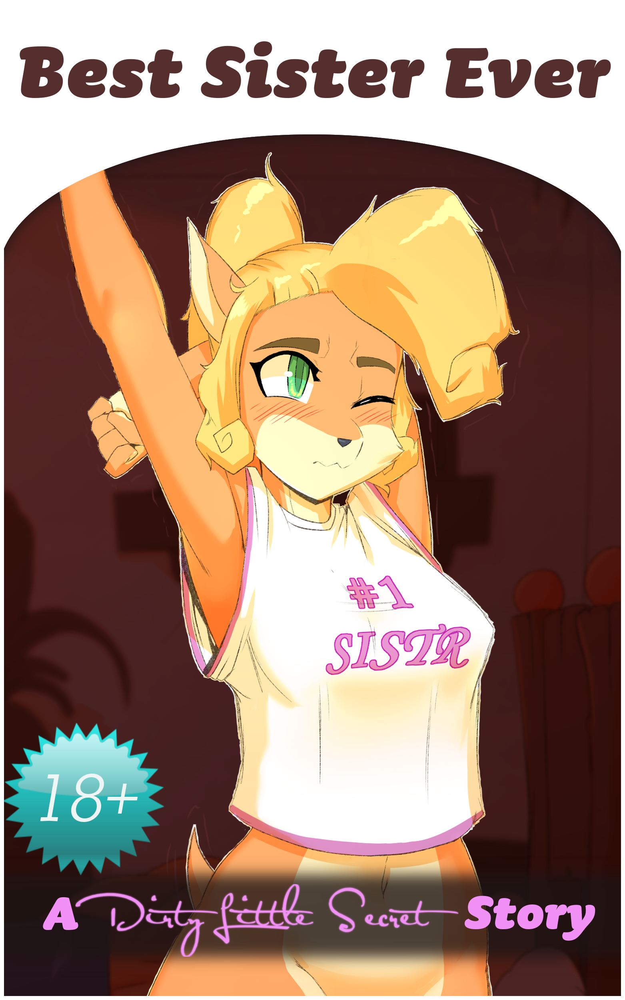 Best Sister Ever
#1
SISTR
18+
A Dirty Little Secret Story